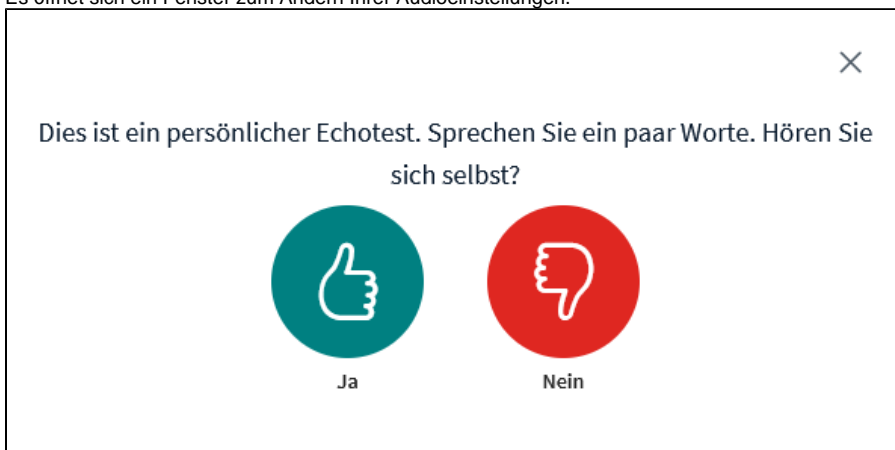 Es öffnet sich ein Fenster zum Ändern Ihrer Audioeinstellungen.
Dies ist ein persönlicher Echotest. Sprechen Sie ein paar Worte. Hören Sie
sich selbst?
Ja
Nein